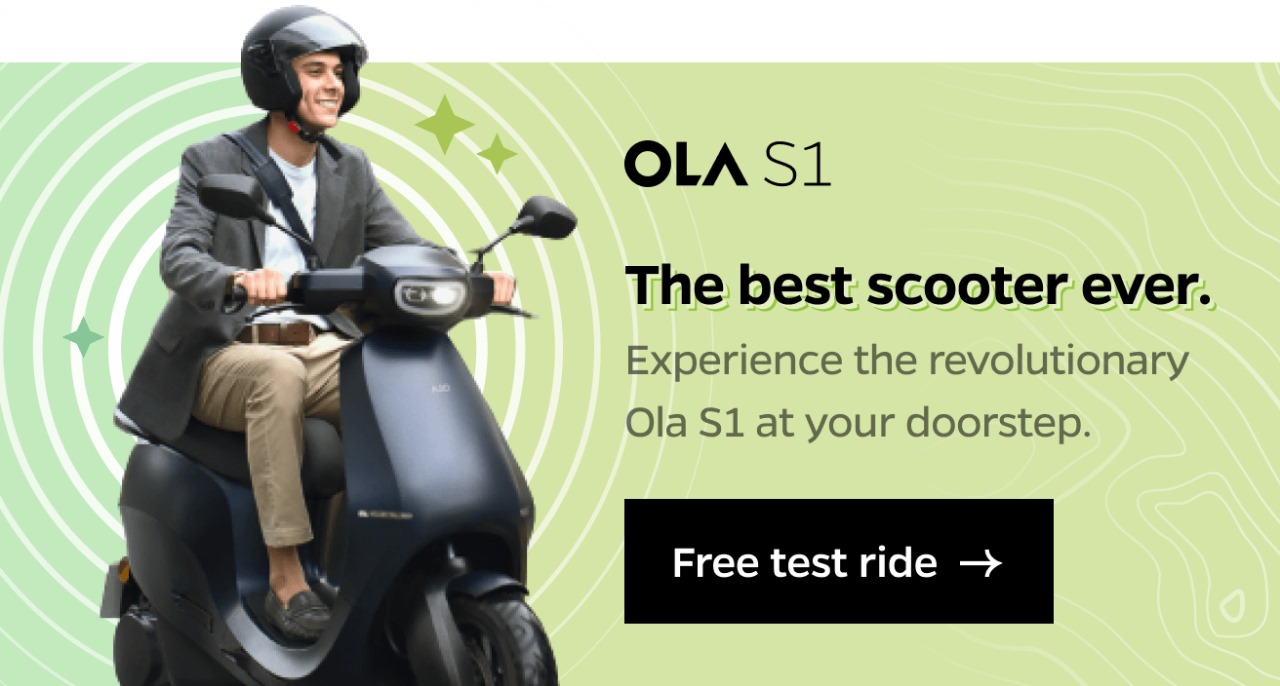 OLA S1
The best scooter ever.
Experience the revolutionary
Ola S1 at your doorstep.
Free test ride →